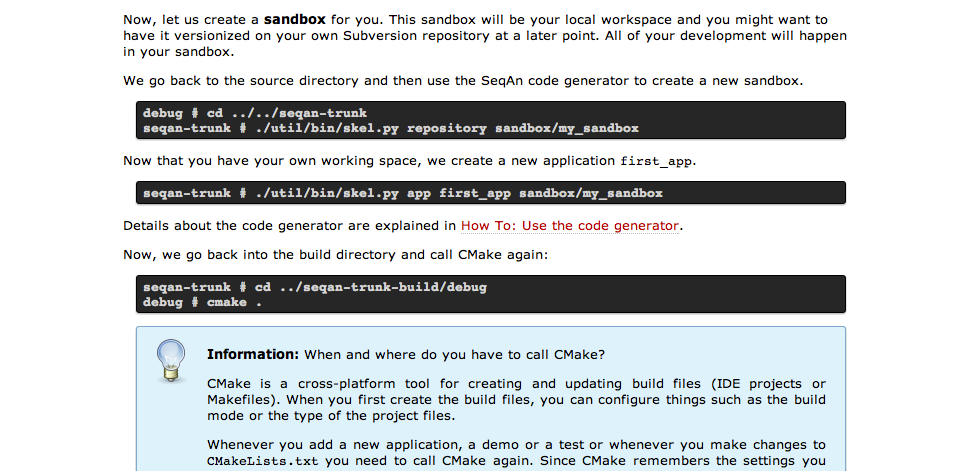 Now, let us create a sandbox for you. This sandbox will be your local workspace and you might want to
have it versionized on your own Subversion repository at a later point. All of your development will happen
in your sandbox.
We go back to the source directory and then use the SeqAn code generator to create a new sandbox.
debug # cd ../../seqan-trunk
seqan-trunk # ./util/bin/skel.py repository sandbox/my_sandbox
Now that you have your own working space, we create a new application first_app.
seqan-trunk # ./util/bin/skel.py app first_app sandbox/my_sandbox
Details about the code generator are explained in How To: Use the code generator.
Now, we go back into the build directory and call CMake again:
seqan-trunk # cd ../seqan-trunk-build/debug
debug # cmake .
Information: When and where do you have to call CMake?
CMake is a cross-platform tool for creating and updating build files (IDE projects or
Makefiles). When you first create the build files, you can configure things such as the build
mode or the type of the project files.
Whenever you add a new application, a demo or a test or whenever you make changes to
CMakeLists.txt you need to call CMake again. Since CMake remembers the settings you